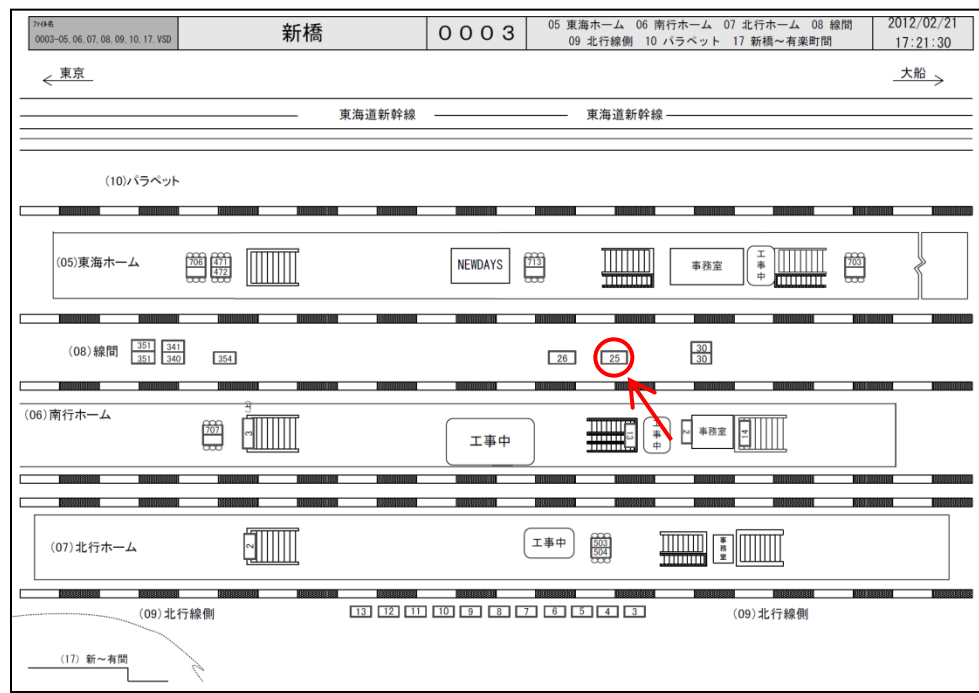 ファイル名
0003-05, 06, 07, 08, 09, 10, 17. VSD
新橋
0003
05 東海ホーム 06 南行ホーム 07 北行ホーム 08 線間
09 北行線側 10 パラペット 17 新橋~有楽町間
2012/02/21
17:21:30
東京
大船
東海道新幹線
東海道新幹線
(10)パラペット
(05)東海ホーム
706
471
472
NEWDAYS
713
事務室
工事中
703
(08)線間
351
351
341
340
354
26
25
30
30
(06)南行ホーム
707
3
工事中
13
工事中
2
事務室
14
(07)北行ホーム
2
工事中
503
504
事務室
(09)北行線側
13 12 11 10 9 8 7 6 5 4 3
(09)北行線側
(17) 新~有間